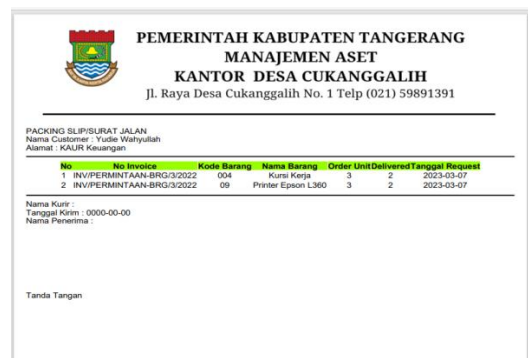 PEMERINTAH KABUPATEN TANGERANG
MANAJEMEN ASET
KANTOR DESA CUKANGGALIH
Jl. Raya Desa Cukanggalih No. 1 Telp (021) 59891391
PACKING SLIP/SURAT JALAN
Nama Customer : Yudie Wahyullah
Alamat : KAUR Keuangan
No No Invoice Kode Barang Nama Barang Order Unit Delivered Tanggal Request
1 INV/PERMINTAAN-BRG/3/2022 004 Kursi Kerja 3 2 2023-03-07
2 INV/PERMINTAAN-BRG/3/2022 09 Printer Epson L360 3 2 2023-03-07
Nama Kurir :
Tanggal Kirim : 0000-00-00
Nama Penerima :
Tanda Tangan